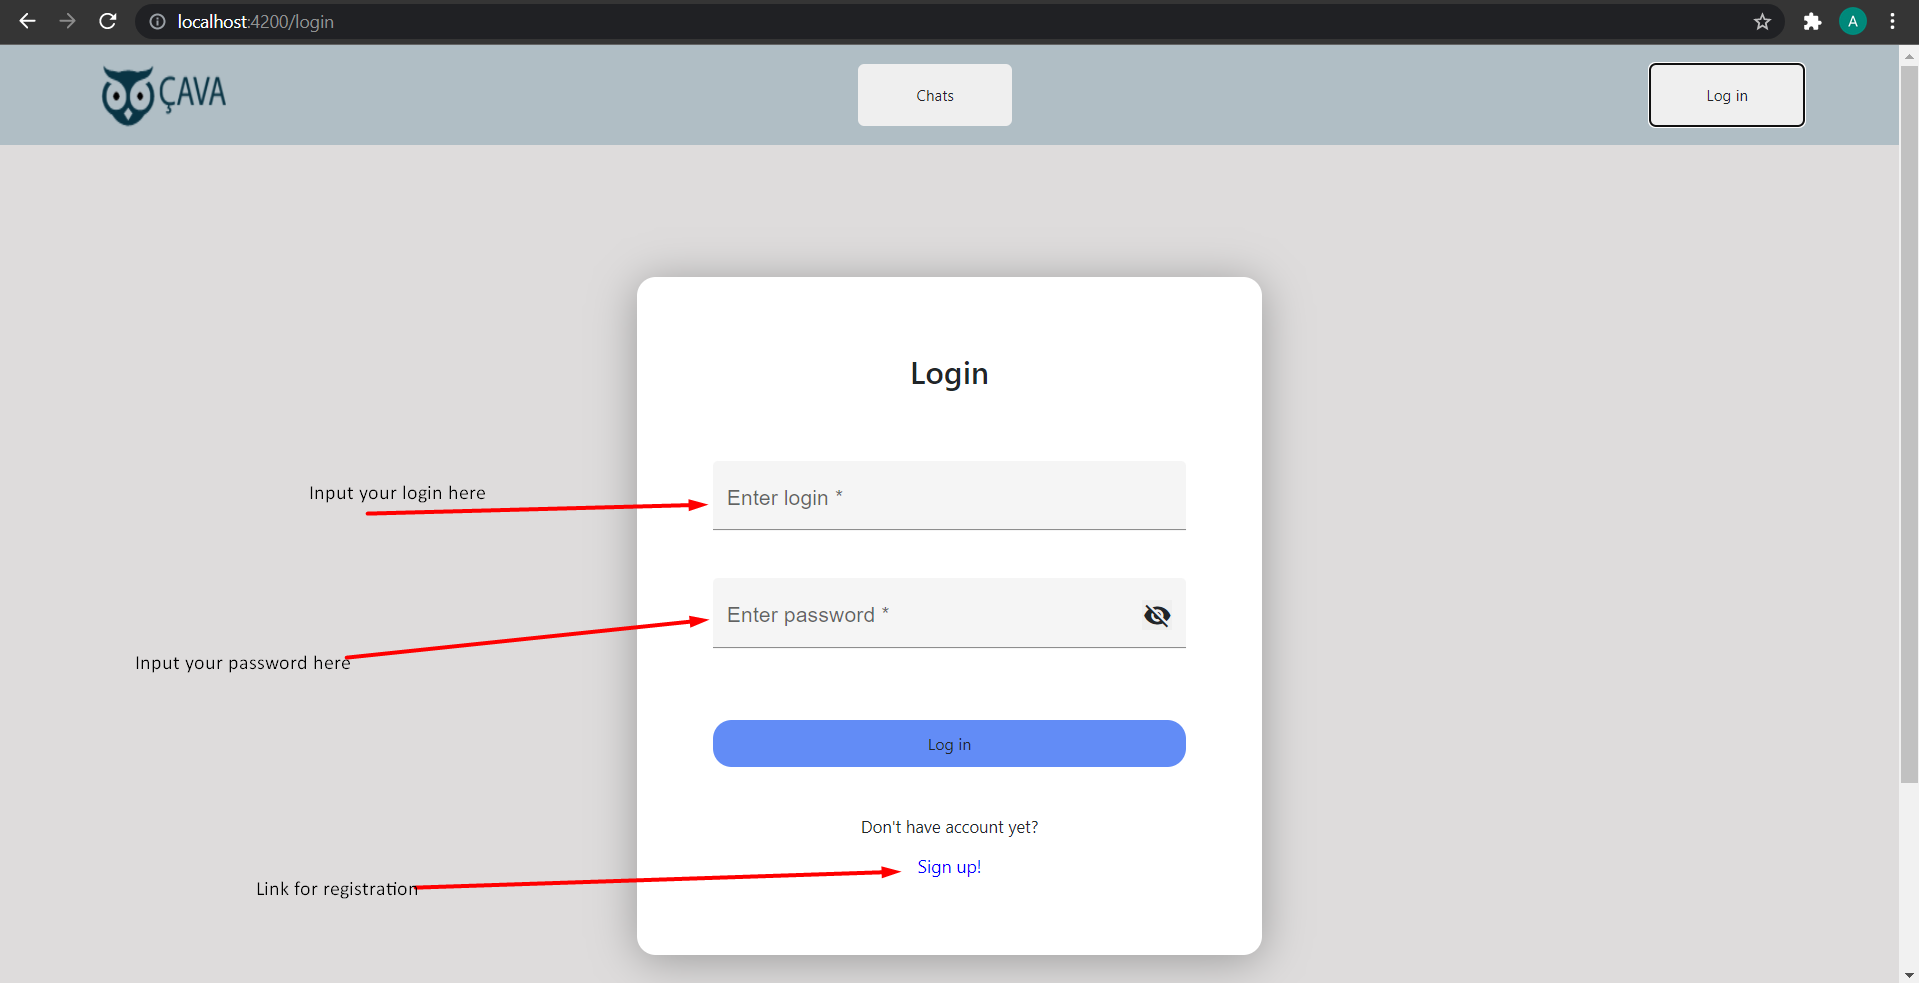 localhost:4200/login
A
ÇAVA
Chats
Log in
Login
Input your login here
Enter login *
Enter password *
Input your password here
Log in
Don't have account yet?
Sign up!
Link for registration